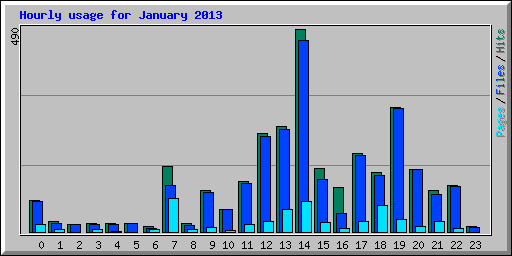 Hourly usage for January 2013
490
Pages / Files / Hits
0 1 2 3 4 5 6 7 8 9 10 11 12 13 14 15 16 17 18 19 20 21 22 23